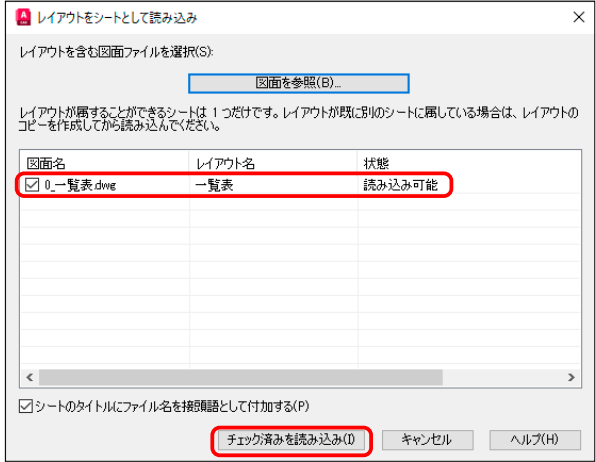 レイアウトをシートとして読み込み
レイアウトを含む図面ファイルを選択(S):
図面を参照(B)...
レイアウトが属することができるシートは 1 つだけです。レイアウトが既に別のシートに属している場合は、レイアウトの
コピーを作成してから読み込んでください。
図面名 レイアウト名 状態
0_一覧表.dwg 一覧表 読み込み可能
シートのタイトルにファイル名を接頭語として付加する(P)
チェック済みを読み込み(I) キャンセル ヘルプ(H)